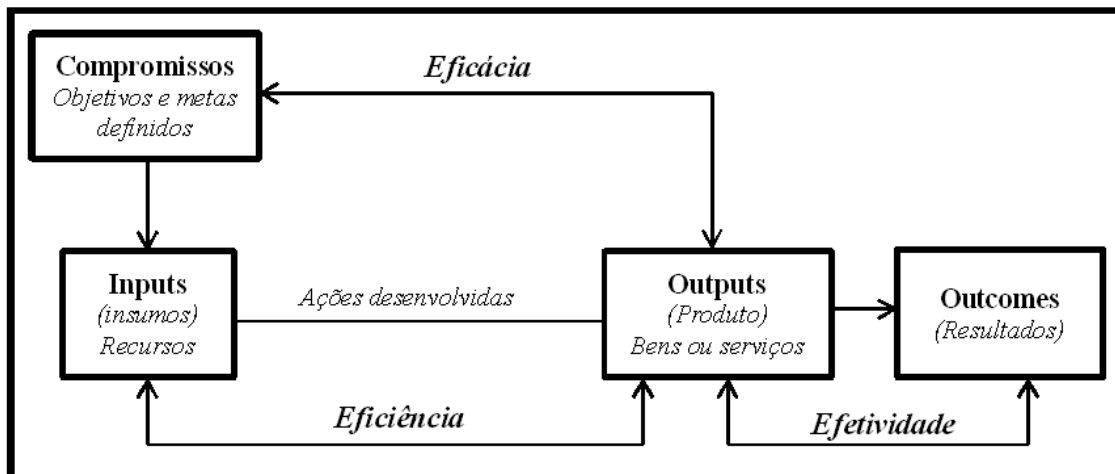 Compromissos
Objetivos e metas
definidos
Eficácia
Inputs
(insumos)
Recursos
Ações desenvolvidas
Outputs
(Produto)
Bens ou serviços
Outcomes
(Resultados)
Eficiência
Efetividade